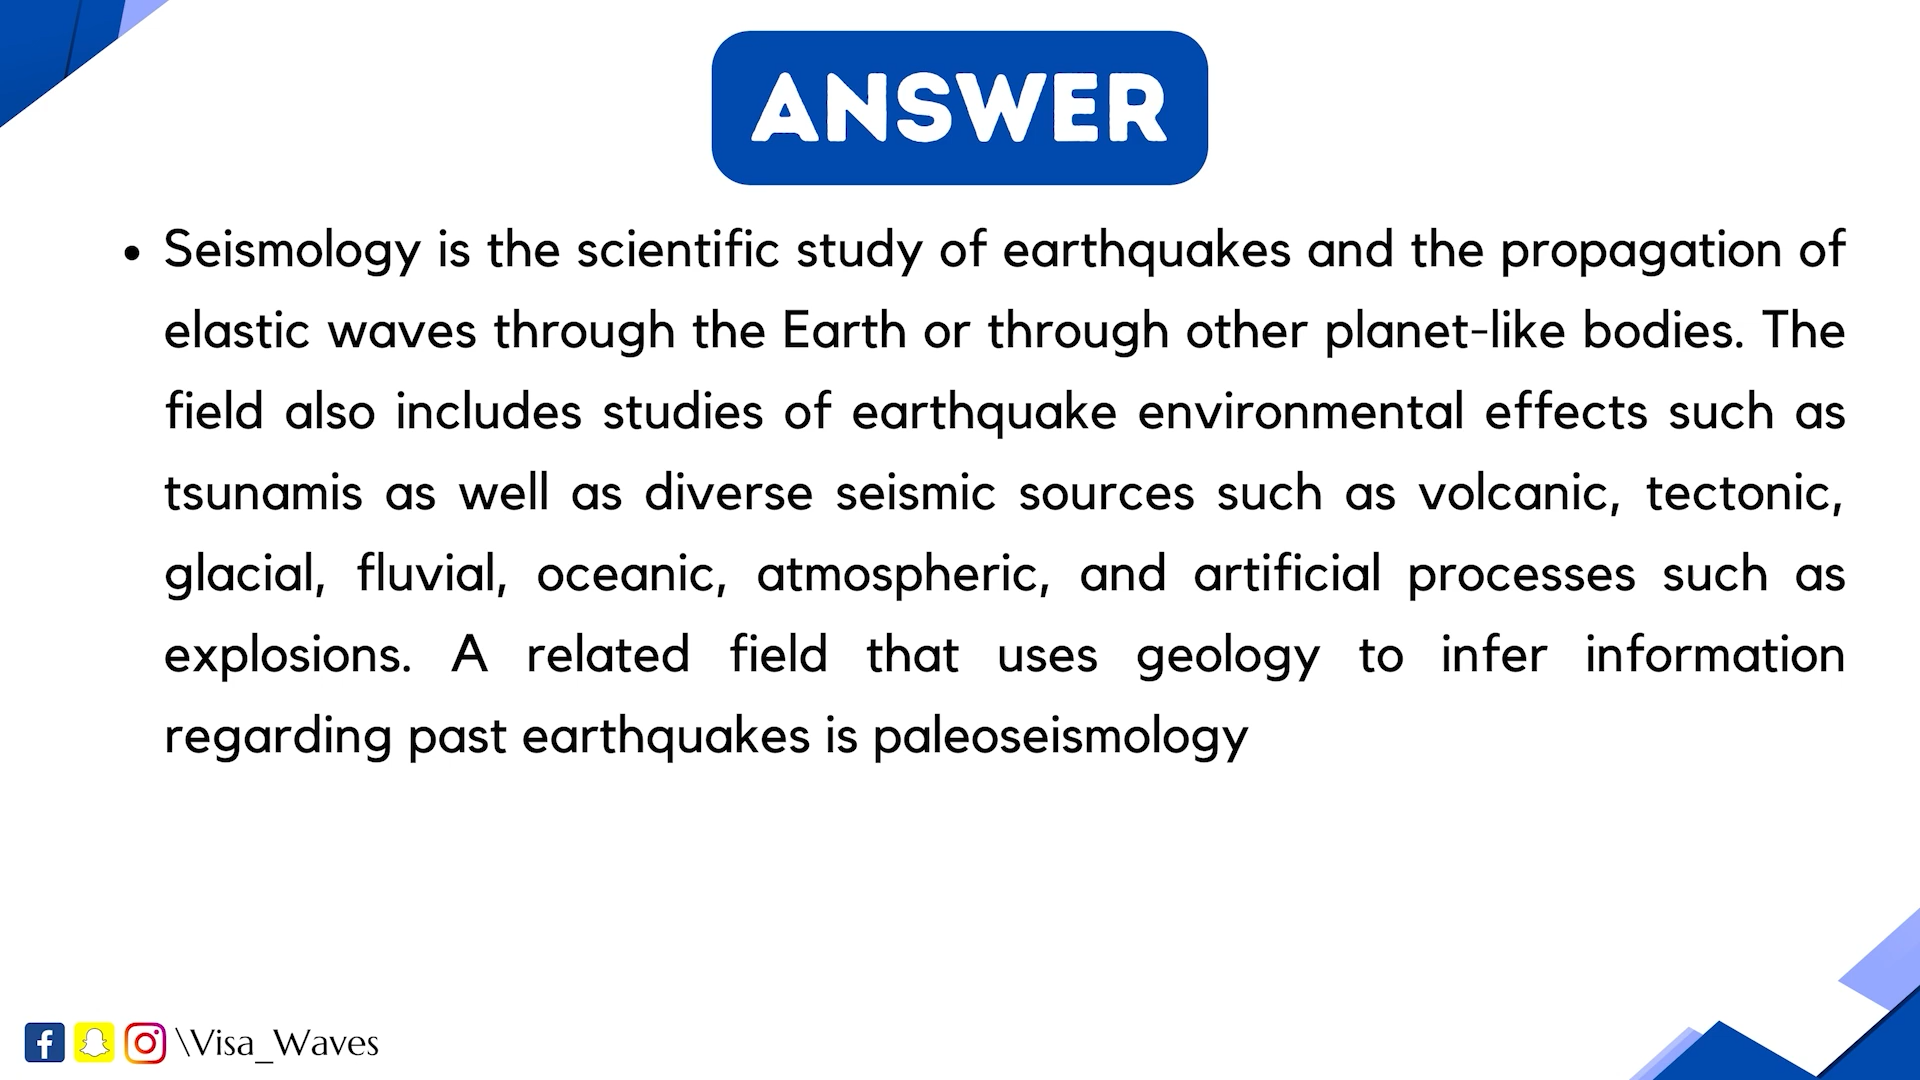 ANSWER
• Seismology is the scientific study of earthquakes and the propagation of
elastic waves through the Earth or through other planet-like bodies. The
field also includes studies of earthquake environmental effects such as
tsunamis as well as diverse seismic sources such as volcanic, tectonic,
glacial, fluvial, oceanic, atmospheric, and artificial processes such as
explosions. A related field that uses geology to infer information
regarding past earthquakes is paleoseismology
\Visa_Waves